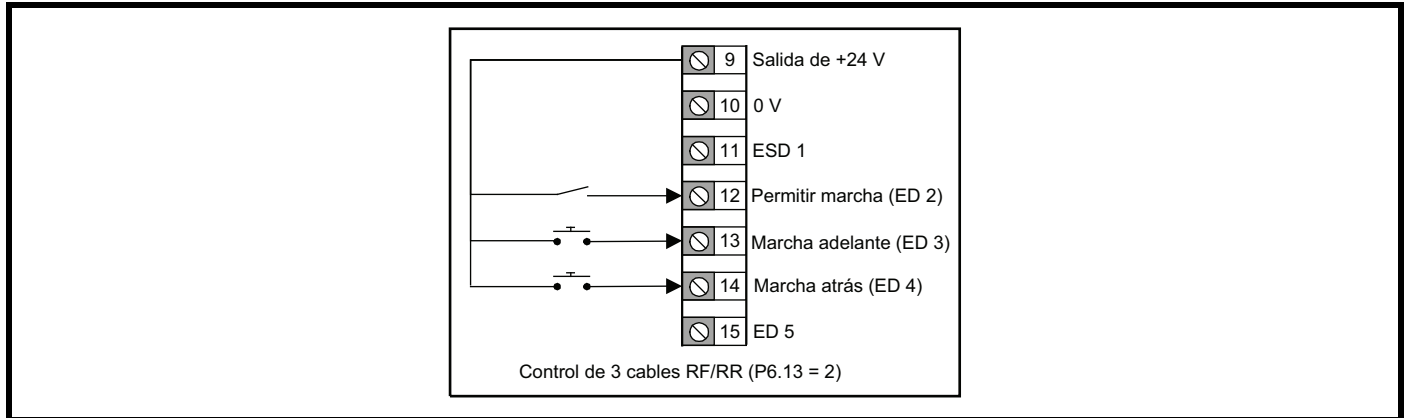 9 Salida de +24 V
10 0 V
11 ESD 1
12 Permitir marcha (ED 2)
13 Marcha adelante (ED 3)
14 Marcha atrás (ED 4)
15 ED 5
Control de 3 cables RF/RR (P6.13 = 2)